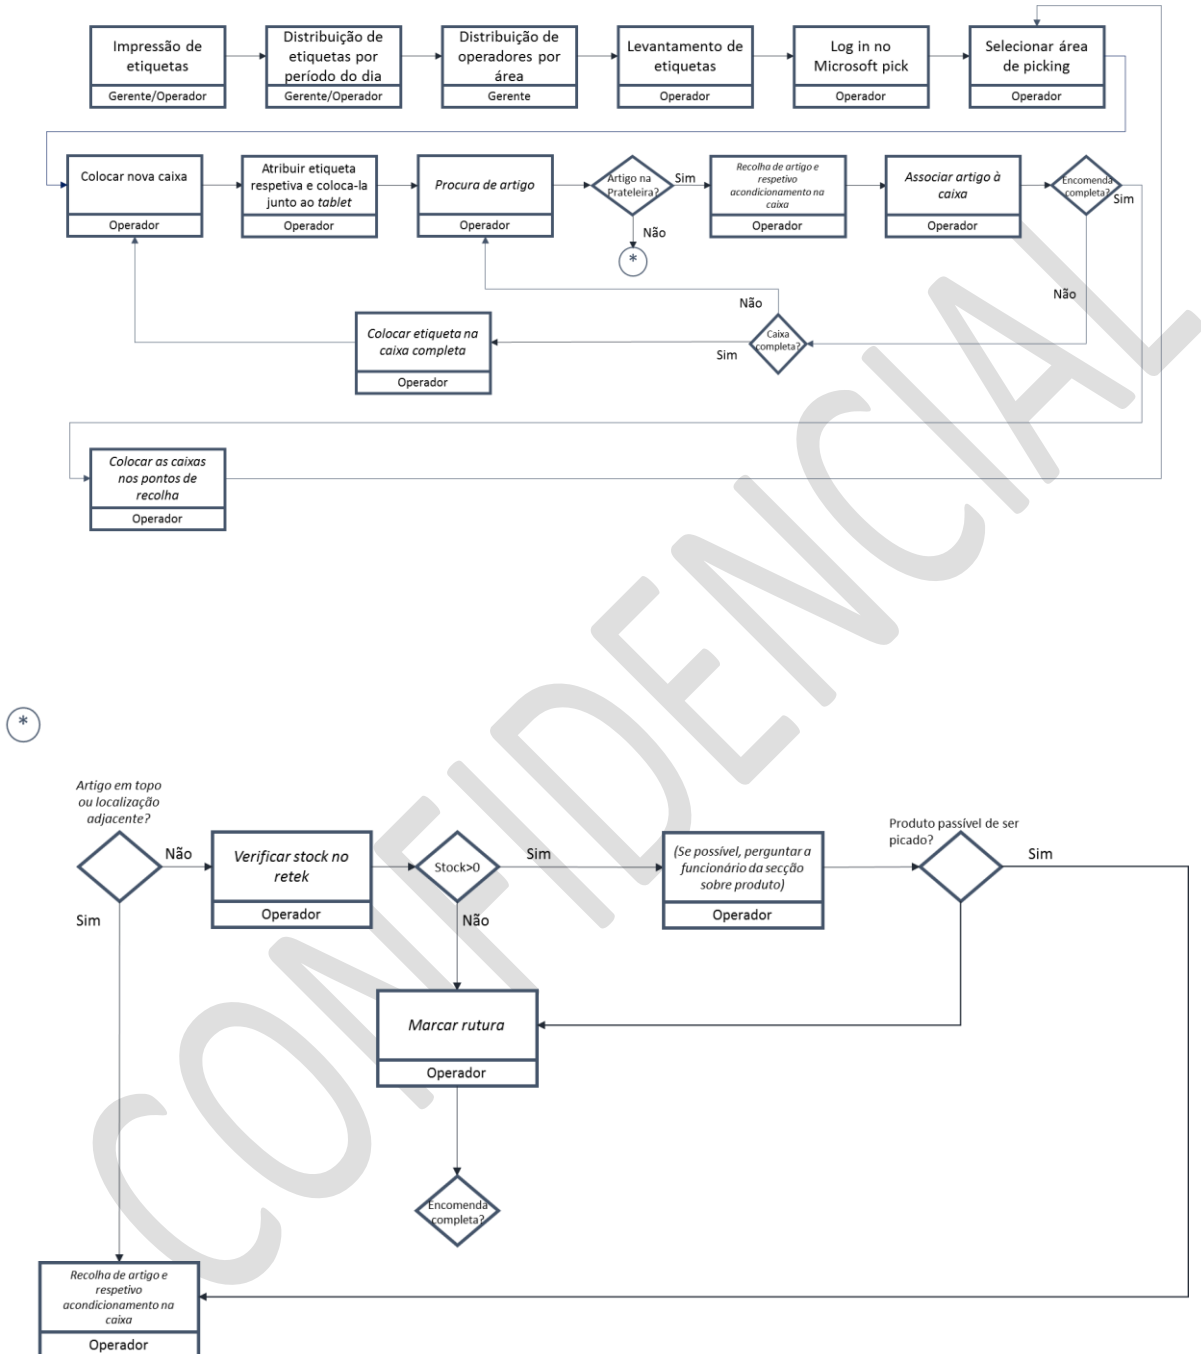 Impressão de
etiquetas
Gerente/Operador
Distribuição de
etiquetas por
período do dia
Gerente/Operador
Distribuição de
operadores por
área
Gerente
Levantamento de
etiquetas
Operador
Log in no
Microsoft pick
Operador
Selecionar área
de picking
Operador
Colocar nova caixa
Operador
Atribuir etiqueta
respetiva e coloca-la
junto ao tablet
Operador
Procura de artigo
Operador
Artigo na
Prateleira?
Sim
Não
*
Recolha de artigo e
respetivo
acondicionamento na
caixa
Operador
Associar artigo à
caixa
Operador
Encomenda
completa?
Sim
Não
Caixa
completa?
Não
Sim
Colocar etiqueta na
caixa completa
Operador
Colocar as caixas
nos pontos de
recolha
Operador
*
Artigo em topo
ou localização
adjacente?
Não
Sim
Verificar stock no
retek
Operador
Stock>0
Sim
Não
(Se possível, perguntar a
funcionário da secção
sobre produto)
Operador
Produto passível de ser
picado?
Sim
Marcar rutura
Operador
Encomenda
completa?
Recolha de artigo e
respetivo
acondicionamento na
caixa
Operador
CONFIDENCIAL